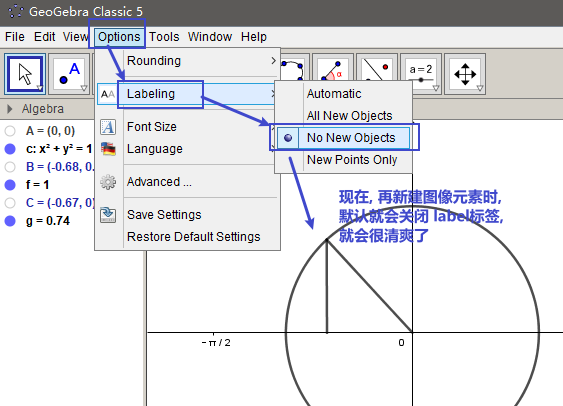 GeoGebra Classic 5
File Edit View Options Tools Window Help
A
α
a = 2
Rounding
AA Labeling
Automatic
All New Objects
No New Objects
New Points Only
A Font Size
Language
Advanced ...
Save Settings
Restore Default Settings
Algebra
A = (0, 0)
c: x² + y² = 1
B = (-0.68, 0.
f = 1
C = (-0.67, 0)
g = 0.74
现在, 再新建图像元素时,
默认就会关闭 label标签,
就会很清爽了
-π / 2
0